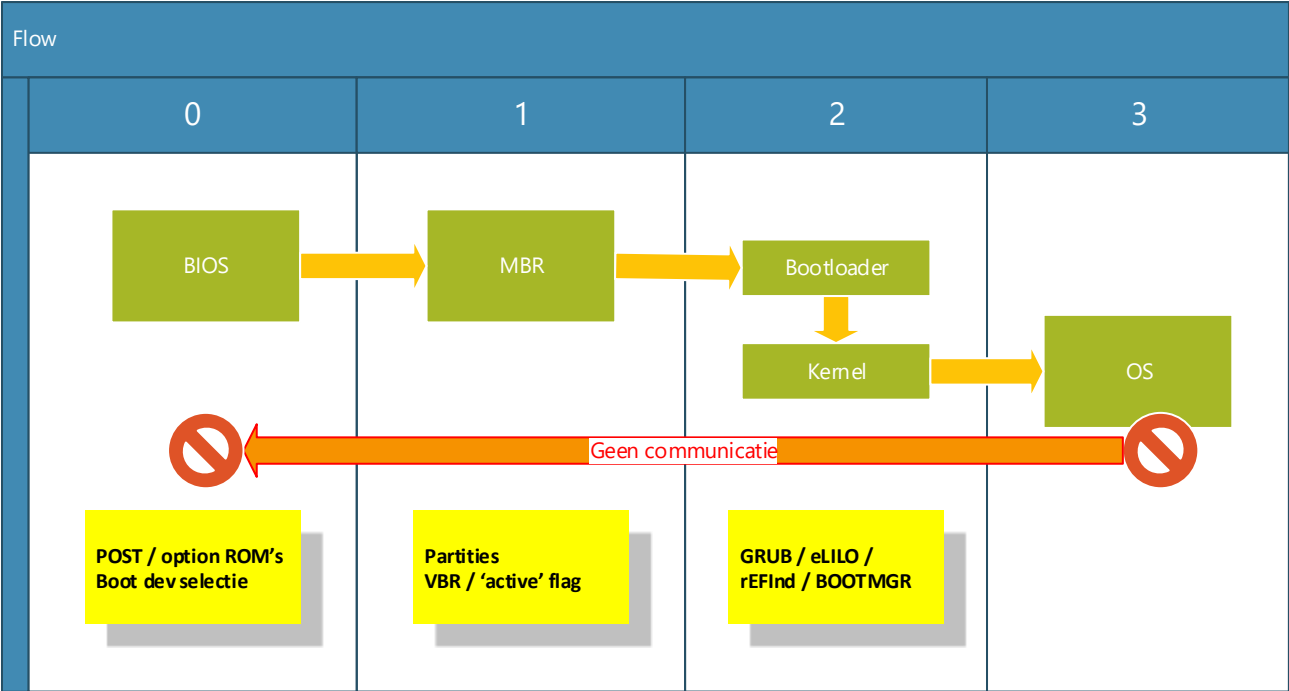 Flow
0
1
2
3
BIOS
MBR
Bootloader
Kernel
OS
Geen communicatie
POST / option ROM’s
Boot dev selectie
Partities
VBR / ‘active’ flag
GRUB / eLILO /
rEFInd / BOOTMGR